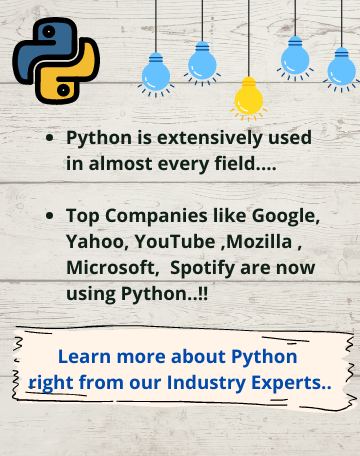 Python is extensively used
in almost every field....
Top Companies like Google,
Yahoo, YouTube ,Mozilla ,
Microsoft, Spotify are now
using Python..!!
Learn more about Python
right from our Industry Experts..